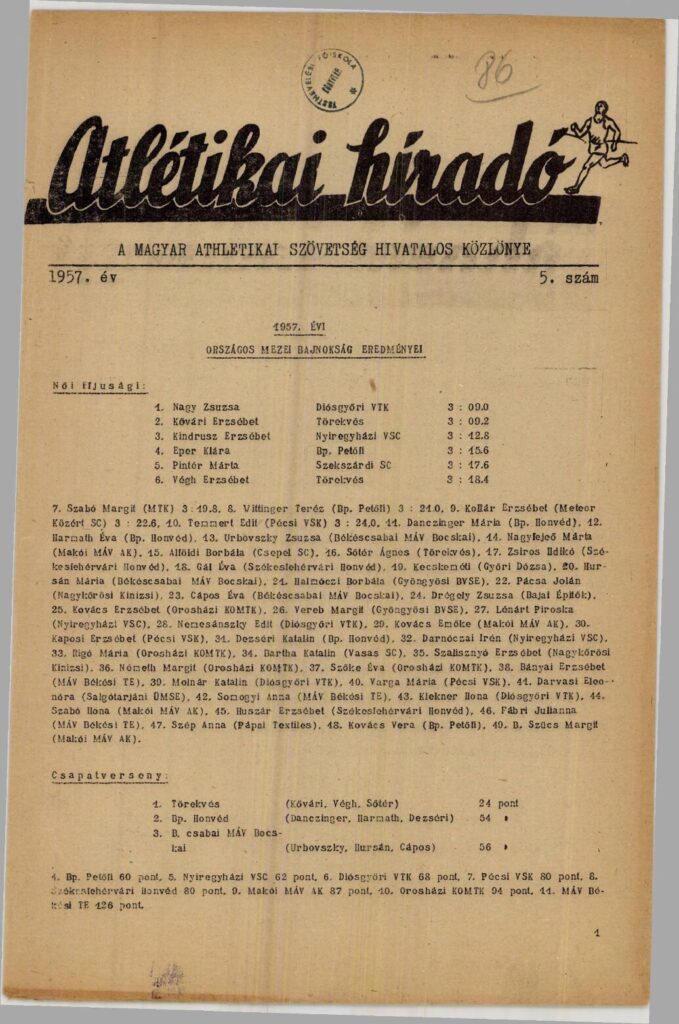 TESTNEVELÉSI FŐISKOLA
KÖNYVTÁR
86
Atlétikai híradó
A MAGYAR ATHLETIKAI SZÖVETSÉG HIVATALOS KÖZLÖNYE
1957. év 5. szám
1957. ÉVI
ORSZÁGOS MEZEI BAJNOKSÁG EREDMÉNYEI
Női ifjusági:
1. Nagy Zsuzsa Diósgyőri VTK 3 : 09.0
2. Kővári Erzsébet Törekvés 3 : 09.2
3. Kindrusz Erzsébet Nyiregyházi VSC 3 : 12.8
4. Eper Klára Bp. Petőfi 3 : 15.6
5. Pintér Márta Szekszárdi SC 3 : 17.6
6. Végh Erzsébet Törekvés 3 : 18.4
7. Szabó Margit (MTK) 3 :19.8, 8. Vittinger Teréz (Bp. Petőfi) 3 : 21.0, 9. Kollár Erzsébet (Meteor
Közért SC) 3 : 22.6, 10. Temmert Edit (Pécsi VSK) 3 : 24.0, 11. Danczinger Mária (Bp. Honvéd), 12.
Harmath Éva (Bp. Honvéd), 13. Urbovszky Zsuzsa (Békéscsabai MÁV Bocskai), 14. Nagylejeő Mária
(Makói MÁV AK), 15. Alföldi Borbála (Csepel SC), 16. Sótér Ágnes (Törekvés), 17. Zsiros Ildikó (Szé-
kesfehérvári Honvéd), 18. Gál Éva (Székesfehérvári Honvéd), 19. Kecskeméti (Győri Dózsa), 20. Hur-
sán Mária (Békéscsabai MÁV Bocskai), 21. Halmóczi Borbála (Gyöngyösi BVSE), 22. Pácsa Jolán
(Nagykőrösi Kinizsi), 23. Cápos Éva (Békéscsabai MÁV Bocskai), 24. Drégely Zsuzsa (Bajai Épitők),
25. Kovács Erzsébet (Orosházi KOMTK), 26. Vereb Margit (Gyöngyösi BVSE), 27. Lénárt Piroska
(Nyiregyházi VSC), 28. Nemesánszky Edit (Diósgyőri VTK), 29. Kovács Emőke (Makói MÁV AK), 30.
Kaposi Erzsébet (Pécsi VSK), 31. Dezséri Katalin (Bp. Honvéd), 32. Darnóczai Irén (Nyiregyházi VSC),
33. Rigó Mária (Orosházi KOMTK), 34. Bartha Katalin (Vasas SC), 35. Szalisznyó Erzsébet (Nagykőrösi
Kinizsi), 36. Németh Margit (Orosházi KOMTK), 37. Szőke Éva (Orosházi KOMTK), 38. Bányai Erzsébet
(MÁV Békési TE), 39. Molnár Katalin (Diósgyőri VTK), 40. Varga Mária (Pécsi VSK), 41. Darvasi Eleo-
nóra (Salgótarjáni ÜMSE), 42. Somogyi Anna (MÁV Békési TE), 43. Klekner Ilona (Diósgyőri VTK), 44.
Szabó Ilona (Makói MÁV AK), 45. Huszár Erzsébet (Székesfehérvári Honvéd), 46. Fábri Julianna
(MÁV Békési TE), 47. Szép Anna (Pápai Textiles), 48. Kovács Vera (Bp. Petőfi), 49. B. Szücs Margit
(Makói MÁV AK).
Csapatverseny:
1. Törekvés (Kővári, Végh, Sótér) 24 pont
2. Bp. Honvéd (Danczinger, Harmath, Dezséri) 54 "
3. B. csabai MÁV Bocs-
kai (Urbovszky, Hursán, Cápos) 56 "
4. Bp. Petőfi 60 pont, 5. Nyiregyházi VSC 62 pont, 6. Diósgyőri VTK 68 pont, 7. Pécsi VSK 80 pont, 8.
Székesfehérvári Honvéd 80 pont, 9. Makói MÁV AK 87 pont, 10. Orosházi KOMTK 94 pont, 11. MÁV Bé-
kési TE 126 pont.
1